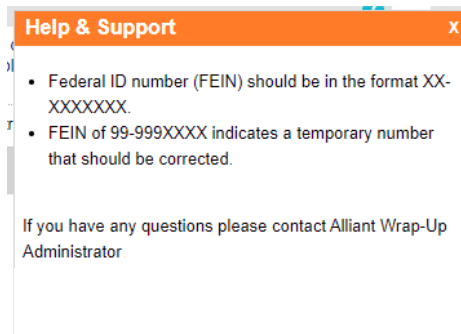 Help & Support
X
• Federal ID number (FEIN) should be in the format XX-
XXXXXXX.
• FEIN of 99-999XXXX indicates a temporary number
that should be corrected.
If you have any questions please contact Alliant Wrap-Up
Administrator